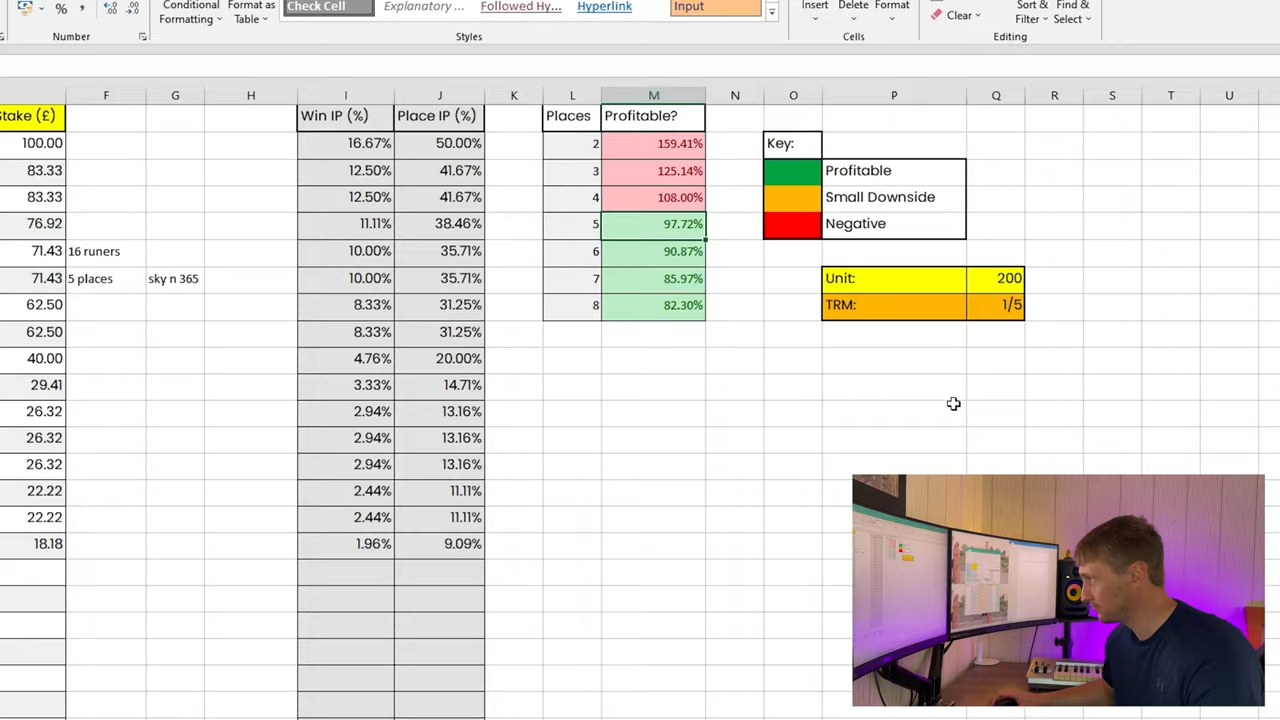 % , ←0 .00 .00 →0
Conditional Formatting
Format as Table
Check Cell Explanatory ... Followed Hy... Hyperlink Input
Insert Delete Format
Clear
Sort & Filter
Find & Select
Number Styles Cells Editing
F G H I J K L M N O P Q R S T U
Stake (£) Win IP (%) Place IP (%) Places Profitable?
100.00 16.67% 50.00% 2 159.41% Key:
83.33 12.50% 41.67% 3 125.14% Profitable
83.33 12.50% 41.67% 4 108.00% Small Downside
76.92 11.11% 38.46% 5 97.72% Negative
71.43 16 runers 10.00% 35.71% 6 90.87%
71.43 5 places sky n 365 10.00% 35.71% 7 85.97% Unit: 200
62.50 8.33% 31.25% 8 82.30% TRM: 1/5
62.50 8.33% 31.25%
40.00 4.76% 20.00%
29.41 3.33% 14.71%
26.32 2.94% 13.16%
26.32 2.94% 13.16%
26.32 2.94% 13.16%
22.22 2.44% 11.11%
22.22 2.44% 11.11%
18.18 1.96% 9.09%